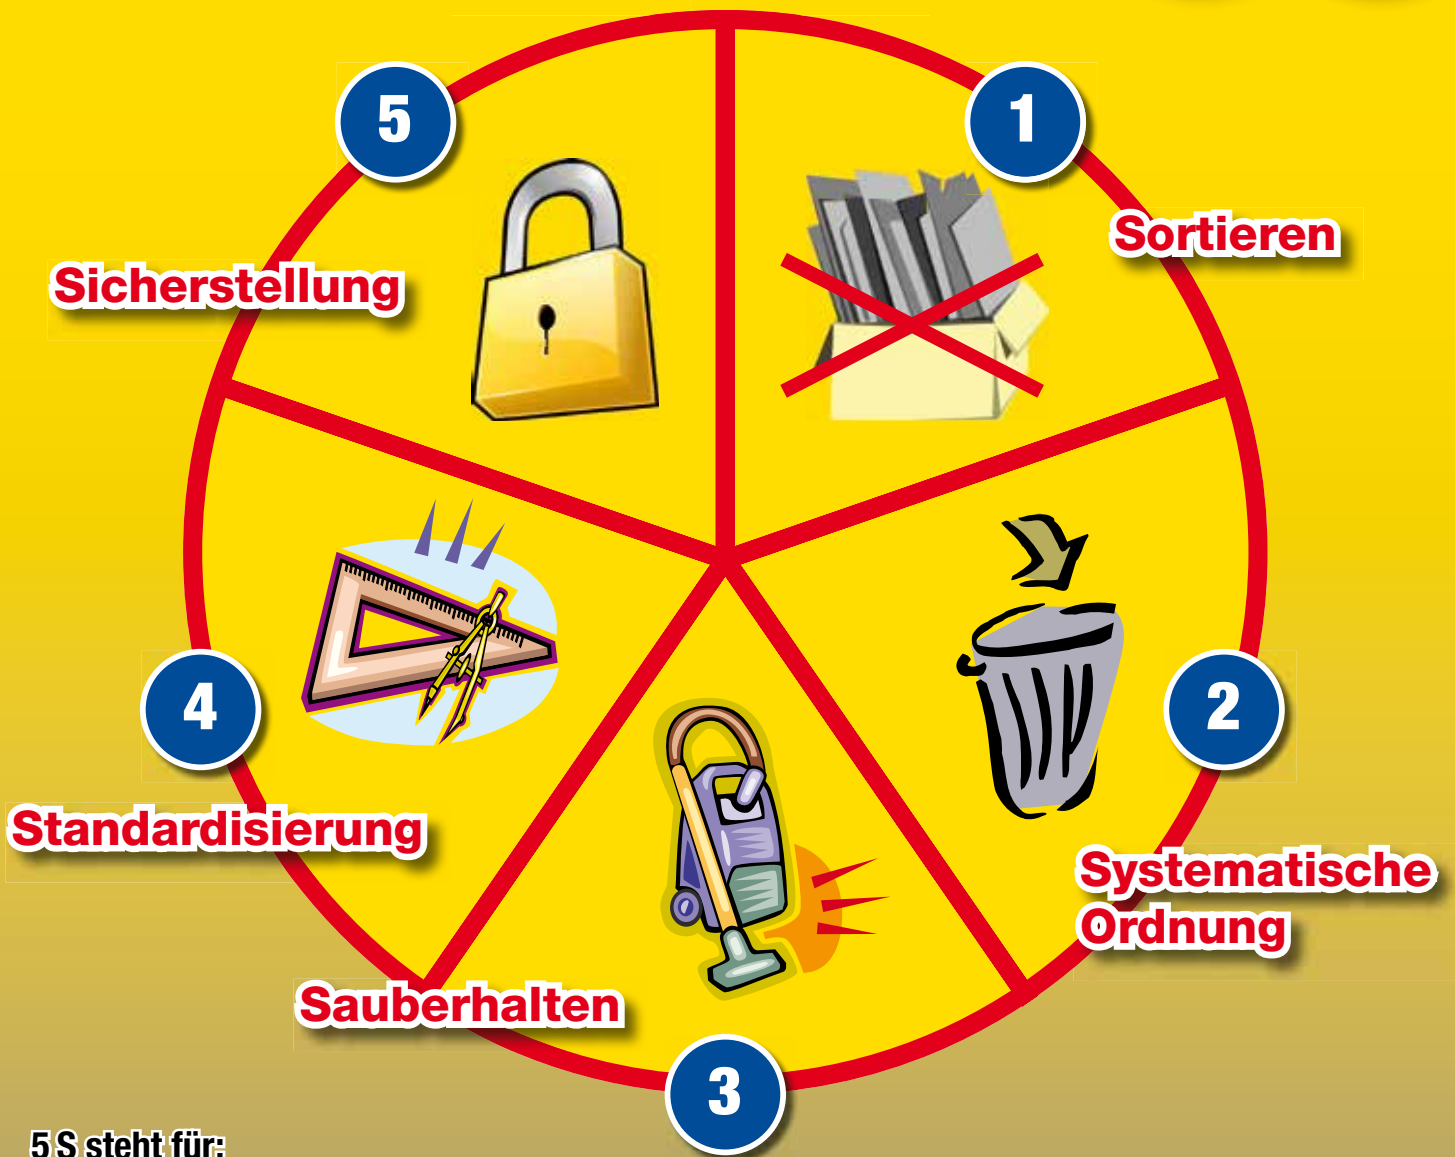 5
1
Sortieren
Sicherstellung
4
2
Standardisierung
Systematische
Ordnung
Sauberhalten
3
5 S steht für: